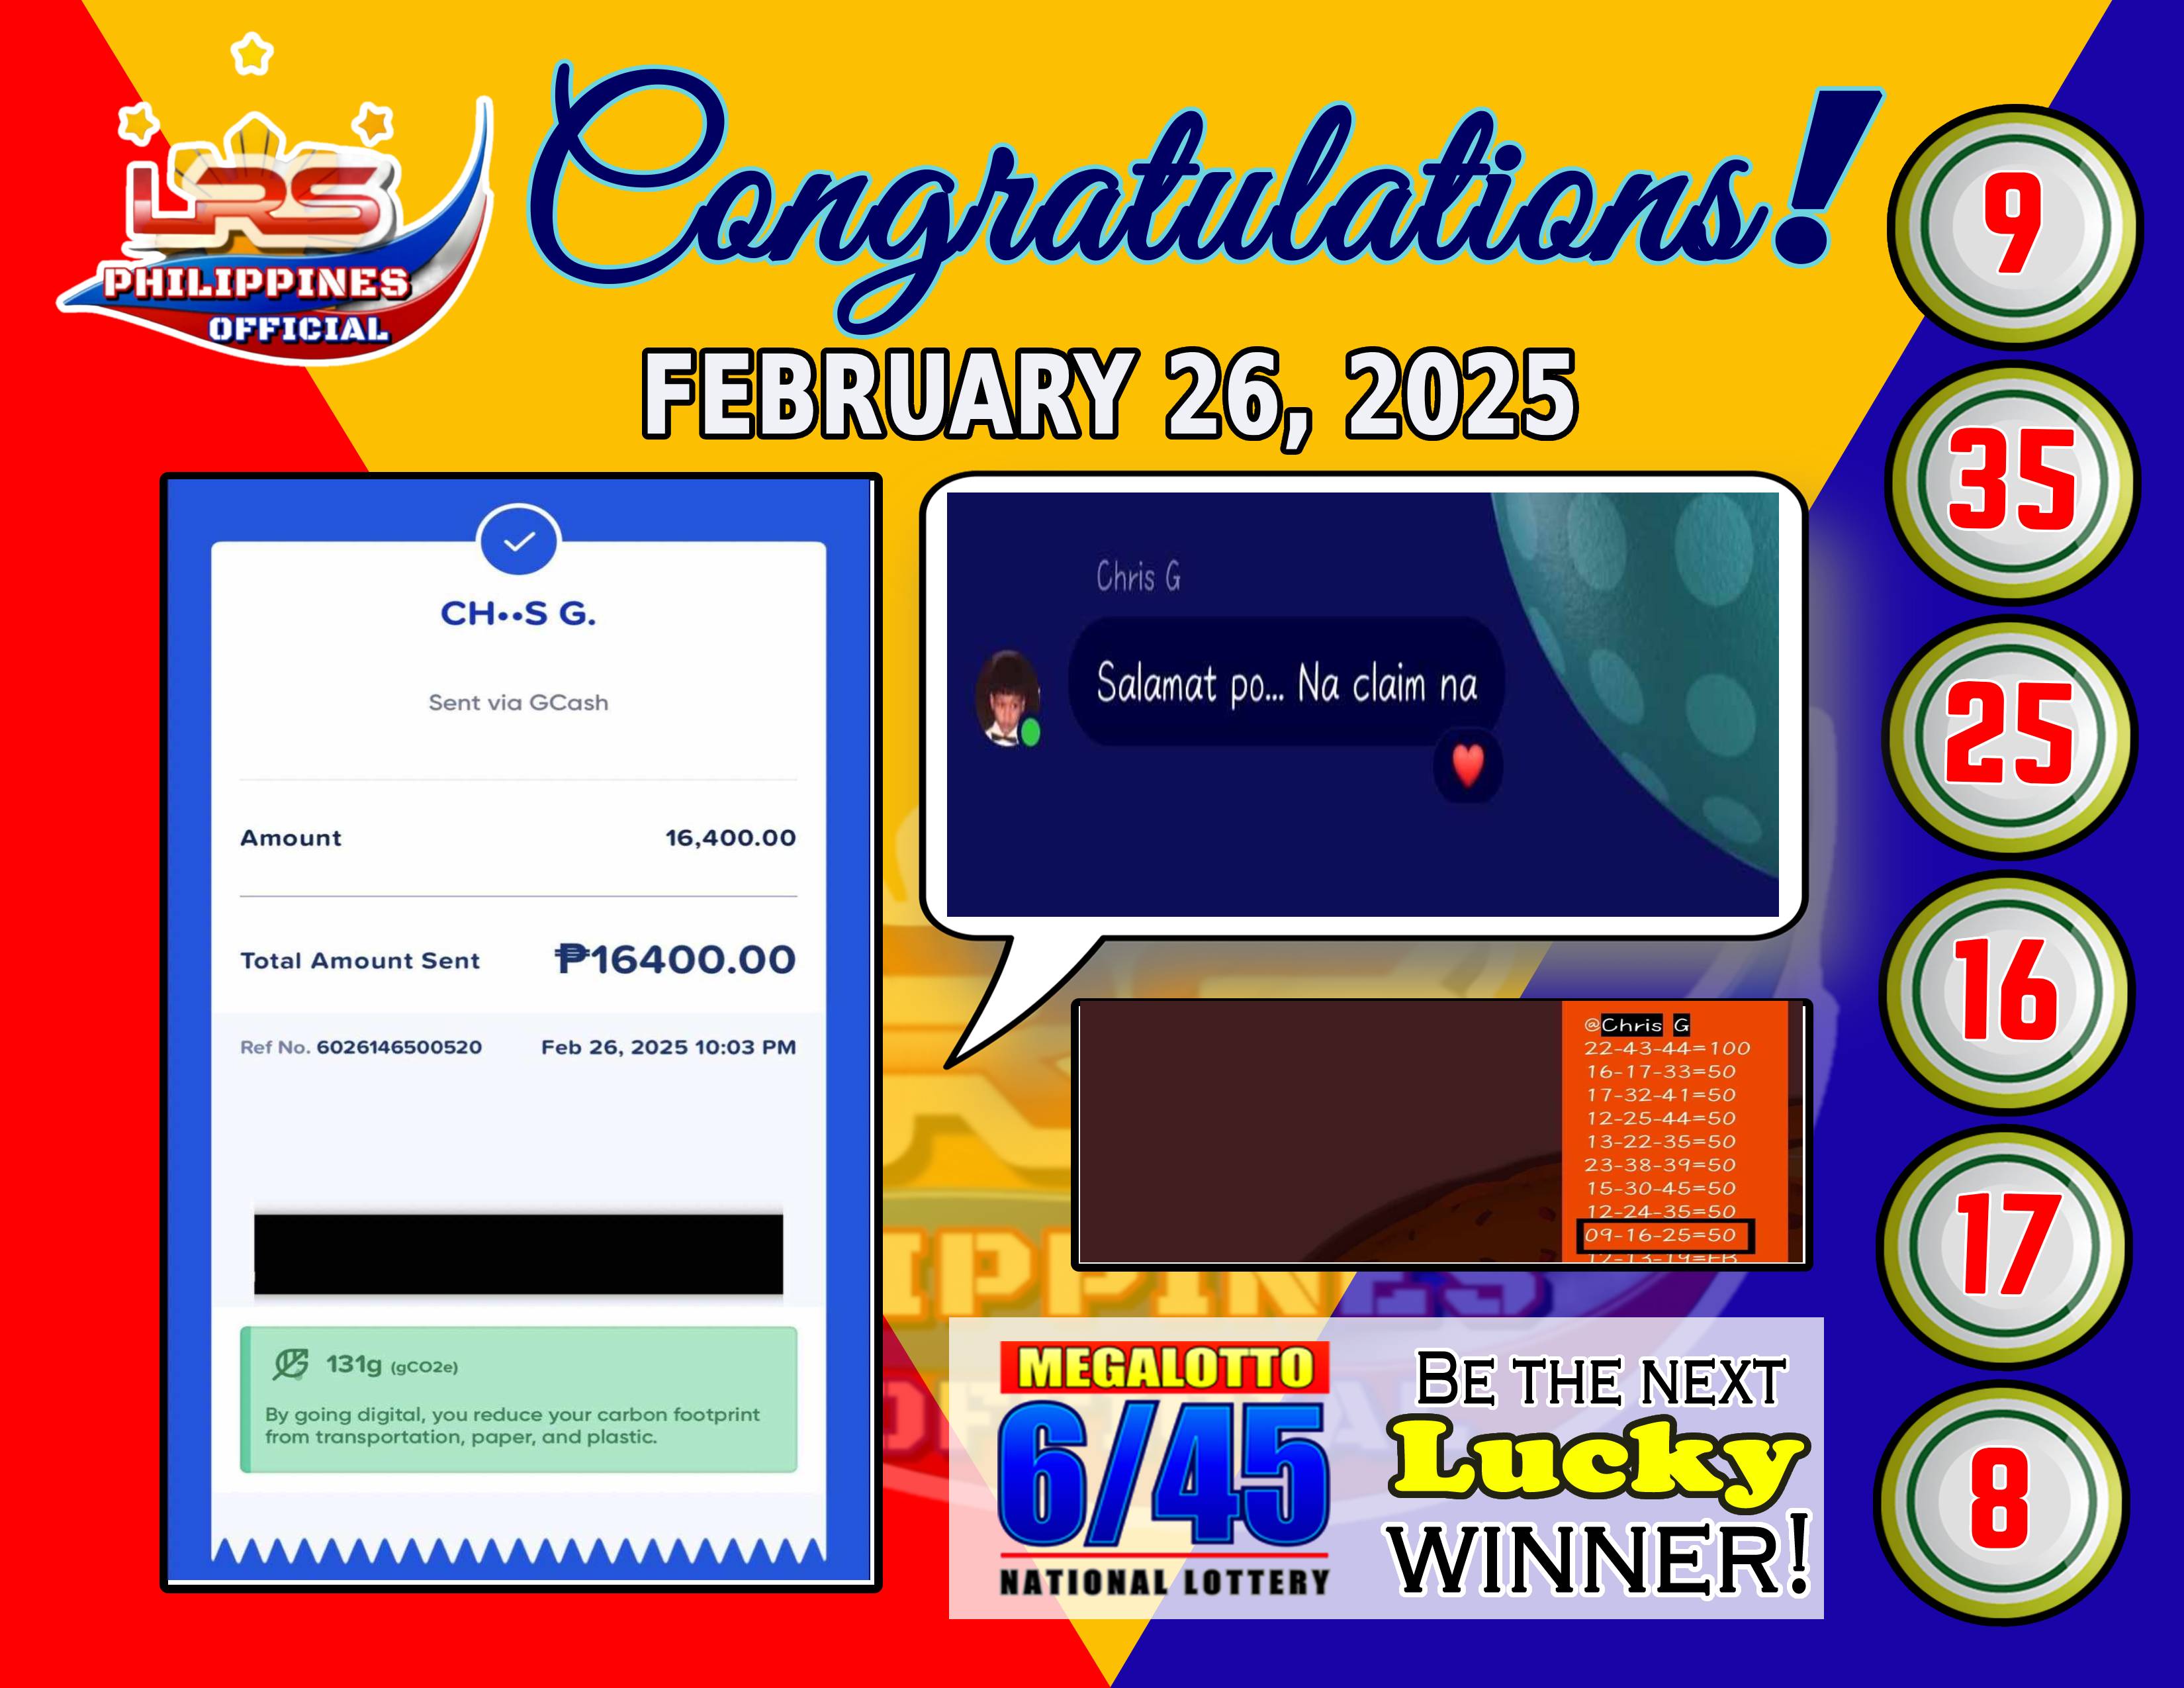 LRS
PHILIPPINES
OFFICIAL
Congratulations!
FEBRUARY 26, 2025
CH••S G.
Sent via GCash
Amount 16,400.00
Total Amount Sent ₱16400.00
Ref No. 6026146500520 Feb 26, 2025 10:03 PM
131g (gCO2e)
By going digital, you reduce your carbon footprint
from transportation, paper, and plastic.
Chris G
Salamat po... Na claim na
@Chris G
22-43-44=100
16-17-33=50
17-32-41=50
12-25-44=50
13-22-35=50
23-38-39=50
15-30-45=50
12-24-35=50
09-16-25=50
MEGALOTTO
6/45
NATIONAL LOTTERY
BE THE NEXT
Lucky
WINNER!
9
35
25
16
17
8